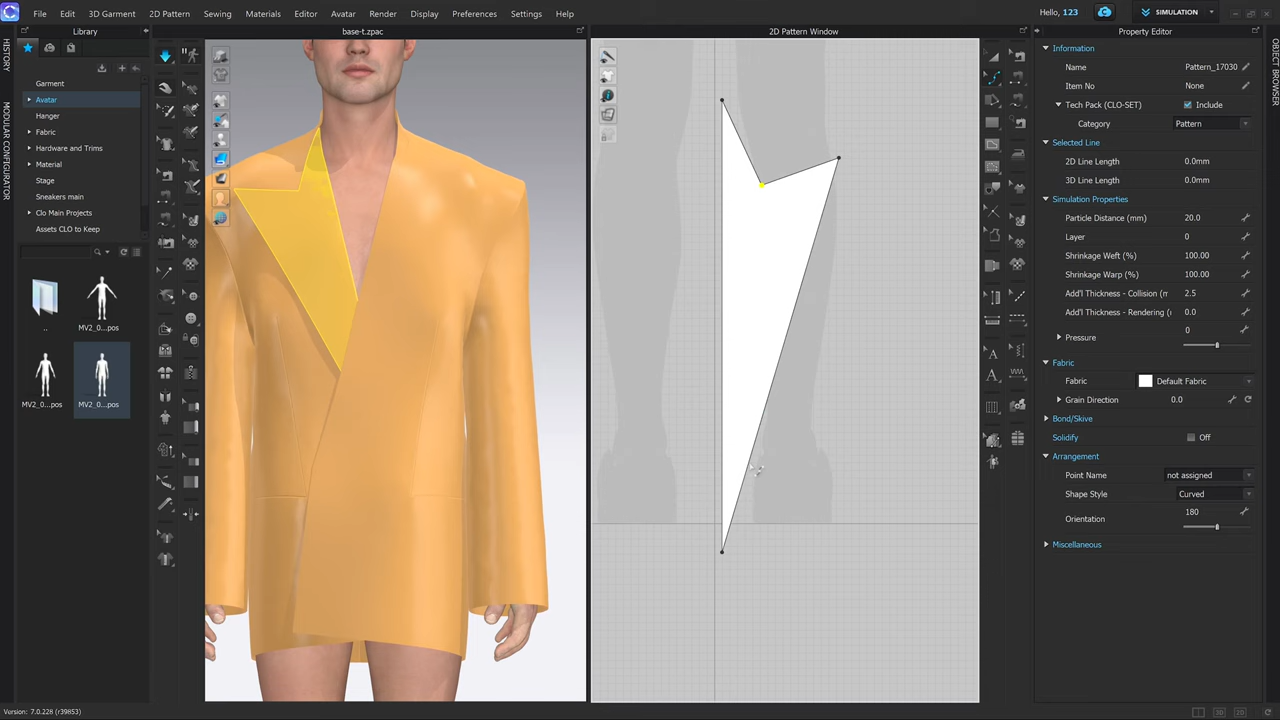 File 3D Garment 2D Pattern Sewing Materials Editor Avatar Render Display Preferences Settings Help
Hello, 123 SIMULATION
Library base-t.zpac 2D Pattern Window Property Editor
HISTORY
MODULAR CONFIGURATOR
OBJECT BROWSER
Garment
Avatar
Hanger
Fabric
Hardware and Trims
Material
Stage
Sneakers main
Clo Main Projects
Assets CLO to Keep
..
MV2_0....pos
MV2_0....pos
MV2_0....pos
Information
Name Pattern_17030
Item No None
Tech Pack (CLO-SET) Include
Category Pattern
Selected Line
2D Line Length 0.0mm
3D Line Length 0.0mm
Simulation Properties
Particle Distance (mm) 20.0
Layer 0
Shrinkage Weft (%) 100.00
Shrinkage Warp (%) 100.00
Add'l Thickness - Collision (m 2.5
Add'l Thickness - Rendering (ı 0.0
Pressure 0
Fabric
Fabric Default Fabric
Grain Direction 0.0
Bond/Skive
Solidify Off
Arrangement
Point Name not assigned
Shape Style Curved
Orientation 180
Miscellaneous
Version: 7.0.228 (r39853)
3D 2D